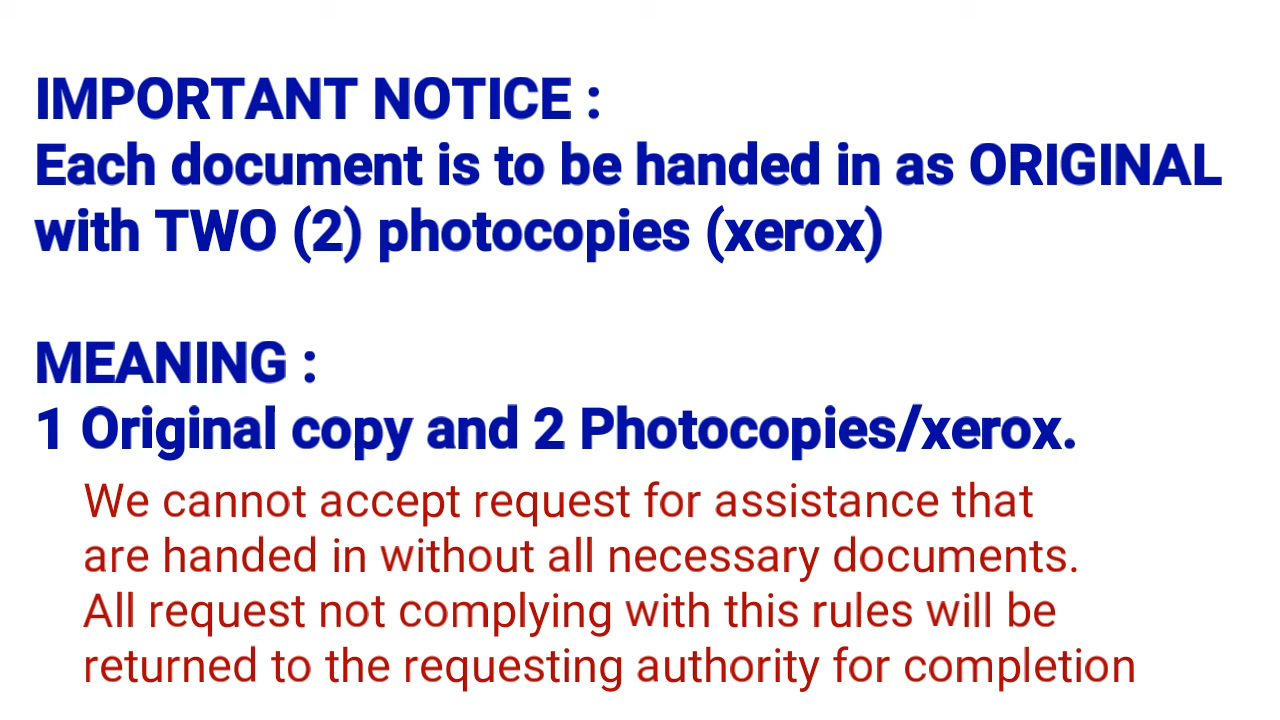 IMPORTANT NOTICE :
Each document is to be handed in as ORIGINAL
with TWO (2) photocopies (xerox)
MEANING :
1 Original copy and 2 Photocopies/xerox.
We cannot accept request for assistance that
are handed in without all necessary documents.
All request not complying with this rules will be
returned to the requesting authority for completion